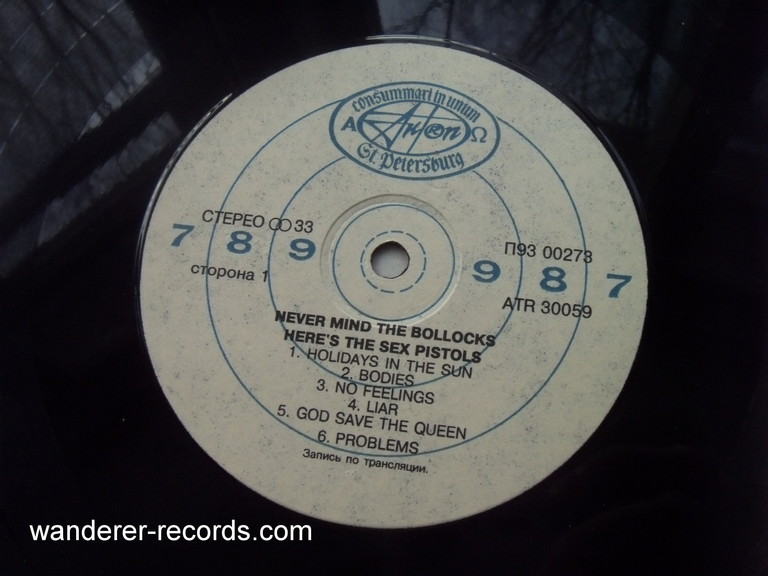 consummari in unum
А Антоп Ω
St. Petersburg
СТЕРЕО ꝏ 33
7 8 9
сторона 1
П93 00273
9 8 7
ATR 30059
NEVER MIND THE BOLLOCKS
HERE'S THE SEX PISTOLS
1. HOLIDAYS IN THE SUN
2. BODIES
3. NO FEELINGS
4. LIAR
5. GOD SAVE THE QUEEN
6. PROBLEMS
Запись по трансляции.
wanderer-records.com